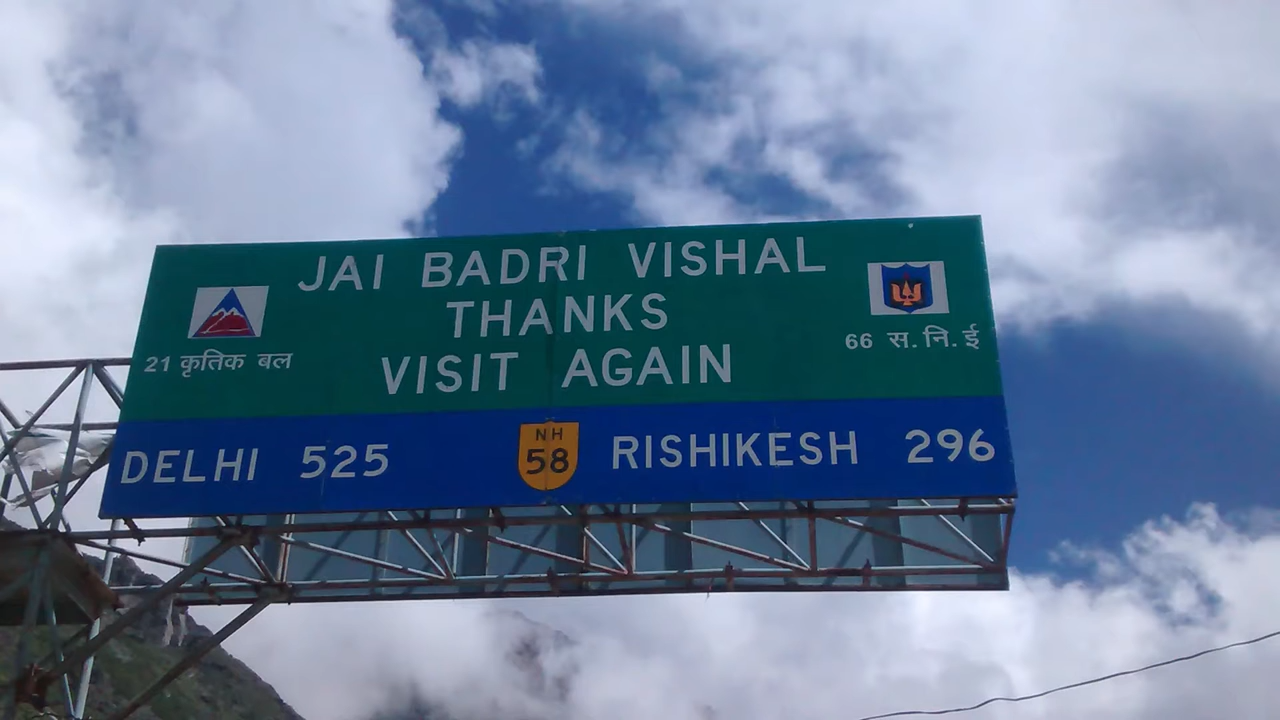 JAI BADRI VISHAL
THANKS
VISIT AGAIN
21 कृतिक बल
66 स.नि.ई
DELHI 525
NH
58
RISHIKESH 296